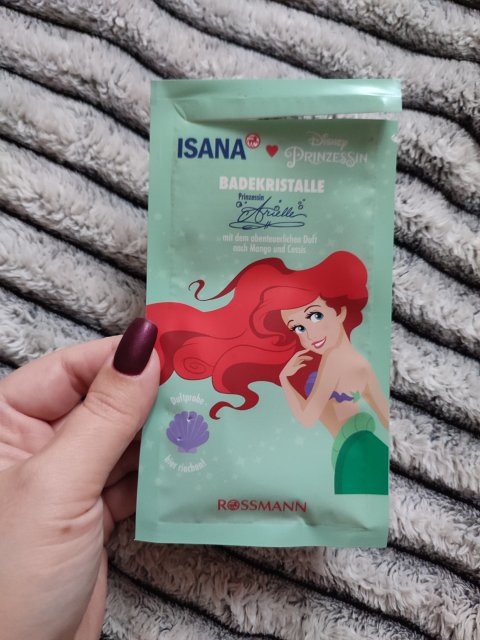 ISANA
Disney
PRINZESSIN
BADEKRISTALLE
Prinzessin
Arielle
mit dem abenteuerlichen Duft
nach Mango und Cassis
Duftprobe:
hier riechen!
ROSSMANN